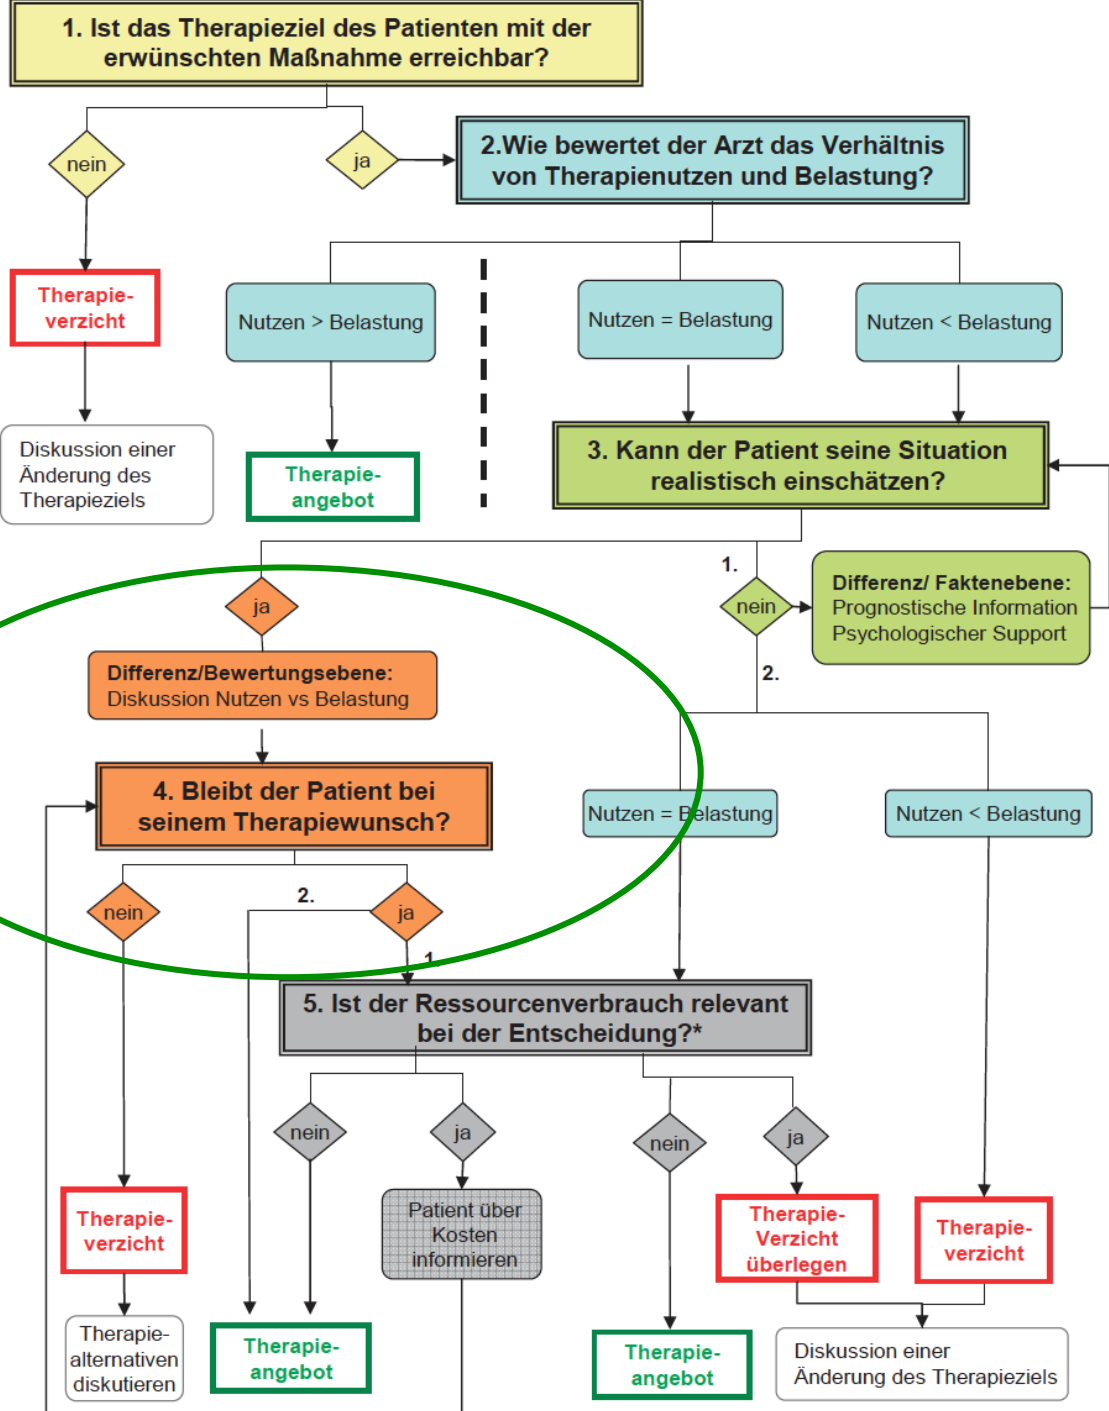 1. Ist das Therapieziel des Patienten mit der
erwünschten Maßnahme erreichbar?
nein
ja
2.Wie bewertet der Arzt das Verhältnis
von Therapienutzen und Belastung?
Therapie-
verzicht
Nutzen > Belastung
Nutzen = Belastung
Nutzen < Belastung
Diskussion einer
Änderung des
Therapieziels
Therapie-
angebot
3. Kann der Patient seine Situation
realistisch einschätzen?
ja
1.
nein
Differenz/ Faktenebene:
Prognostische Information
Psychologischer Support
2.
Differenz/Bewertungsebene:
Diskussion Nutzen vs Belastung
4. Bleibt der Patient bei
seinem Therapiewunsch?
Nutzen = Belastung
Nutzen < Belastung
nein
2.
ja
1.
5. Ist der Ressourcenverbrauch relevant
bei der Entscheidung?*
nein
ja
nein
ja
Therapie-
verzicht
Patient über
Kosten
informieren
Therapie-
Verzicht
überlegen
Therapie-
verzicht
Therapie-
alternativen
diskutieren
Therapie-
angebot
Therapie-
angebot
Diskussion einer
Änderung des Therapieziels